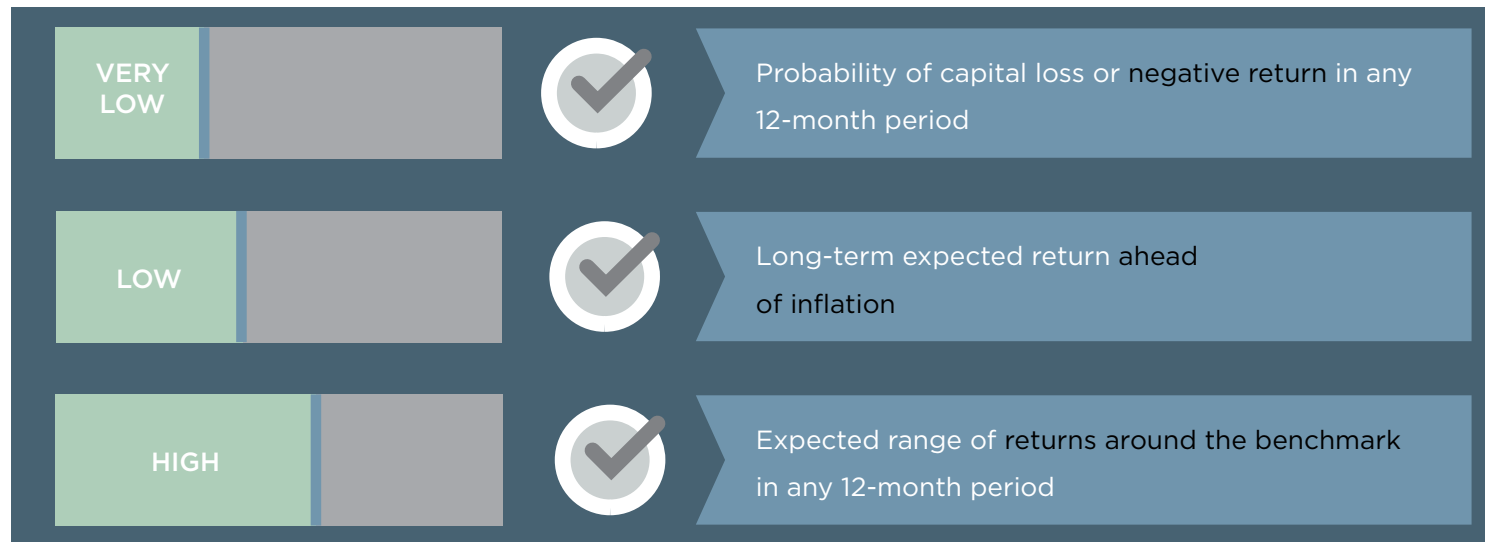 VERY
LOW
Probability of capital loss or negative return in any
12-month period
LOW
Long-term expected return ahead
of inflation
HIGH
Expected range of returns around the benchmark
in any 12-month period